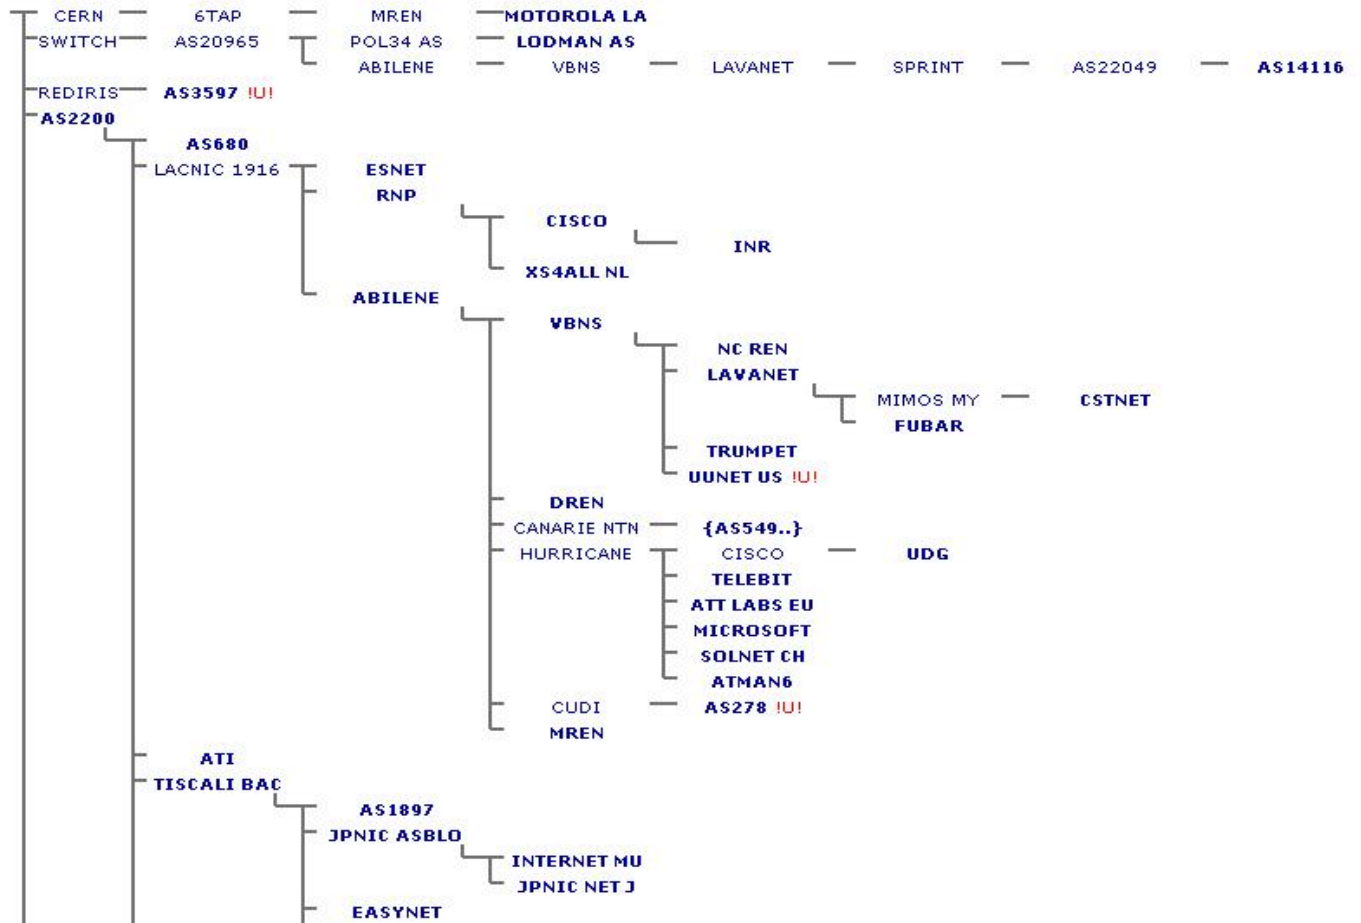 CERN 6TAP MREN MOTOROLA LA
SWITCH AS20965 POL34 AS LODMAN AS
ABILENE VBNS LAVANET SPRINT AS22049 AS14116
REDIRIS AS3597 !U!
AS2200
AS680
LACNIC 1916 ESNET
RNP
CISCO
INR
XS4ALL NL
ABILENE
VBNS
NC REN
LAVANET
MIMOS MY CSTNET
FUBAR
TRUMPET
UUNET US !U!
DREN
CANARIE NTN {AS549..}
HURRICANE CISCO UDG
TELEBIT
ATT LABS EU
MICROSOFT
SOLNET CH
ATMAN6
CUDI AS278 !U!
MREN
ATI
TISCALI BAC
AS1897
JPNIC ASBLO
INTERNET MU
JPNIC NET J
EASYNET